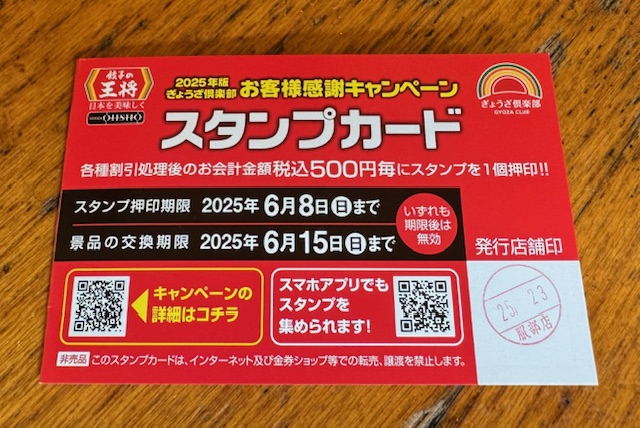 餃子の
王将
日本を美味しく
GYOZA OHSHO
2025年版
ぎょうざ倶楽部 お客様感謝キャンペーン
スタンプカード
ぎょうざ倶楽部
GYOZA CLUB
各種割引処理後のお会計金額税込500円毎にスタンプを1個押印!!
スタンプ押印期限 2025年6月8日(日)まで
景品の交換期限 2025年6月15日(日)まで
いずれも
期限後は
無効
発行店舗印
キャンペーンの
詳細はコチラ
スマホアプリでも
スタンプを
集められます!
25. 23
服部店
非売品 このスタンプカードは、インターネット及び金券ショップ等での転売、譲渡を禁止します。